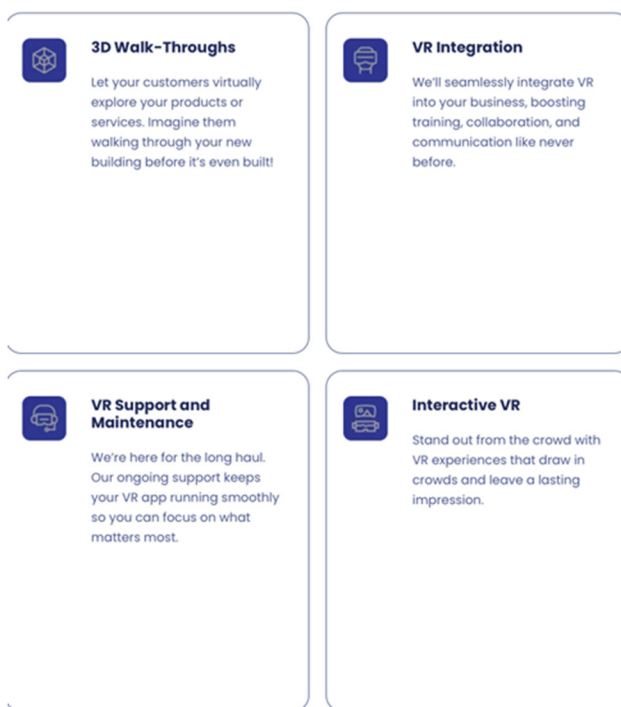 3D Walk-Throughs
Let your customers virtually
explore your products or
services. Imagine them
walking through your new
building before it's even built!
VR Integration
We'll seamlessly integrate VR
into your business, boosting
training, collaboration, and
communication like never
before.
VR Support and
Maintenance
We're here for the long haul.
Our ongoing support keeps
your VR app running smoothly
so you can focus on what
matters most.
Interactive VR
Stand out from the crowd with
VR experiences that draw in
crowds and leave a lasting
impression.